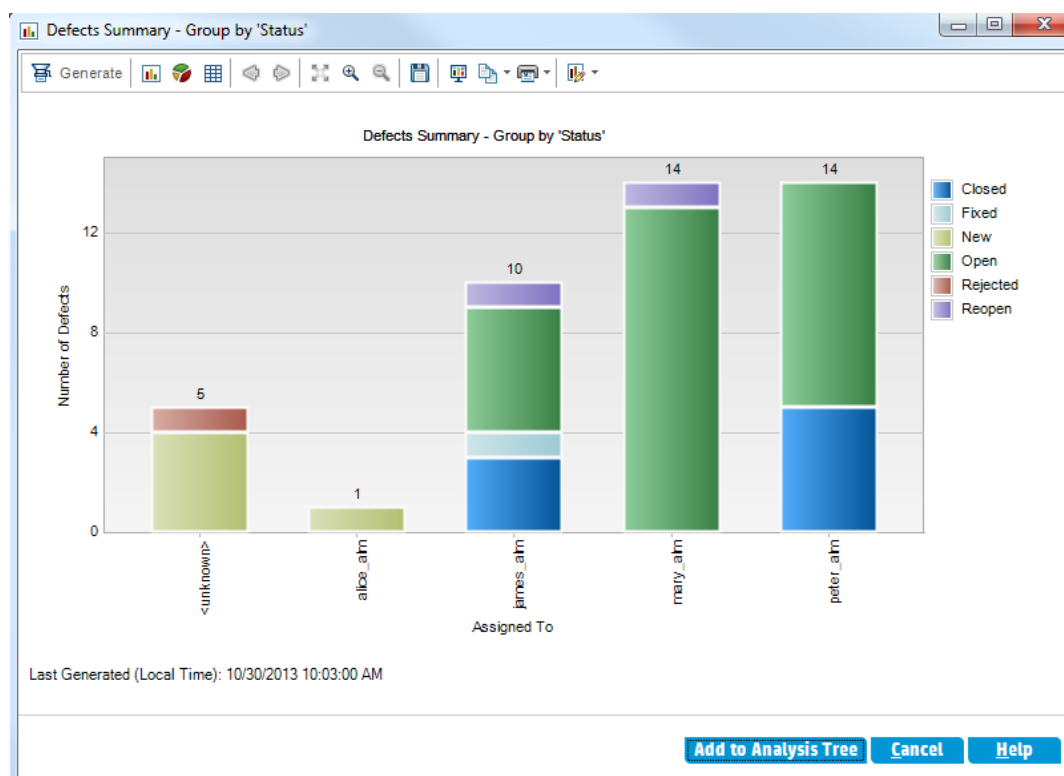 Defects Summary - Group by 'Status'
Generate
Defects Summary - Group by 'Status'
Number of Defects
12
8
4
0
5
1
10
14
14
<unknown>
alice_alm
james_alm
mary_alm
peter_alm
Assigned To
Closed
Fixed
New
Open
Rejected
Reopen
Last Generated (Local Time): 10/30/2013 10:03:00 AM
Add to Analysis Tree
Cancel
Help